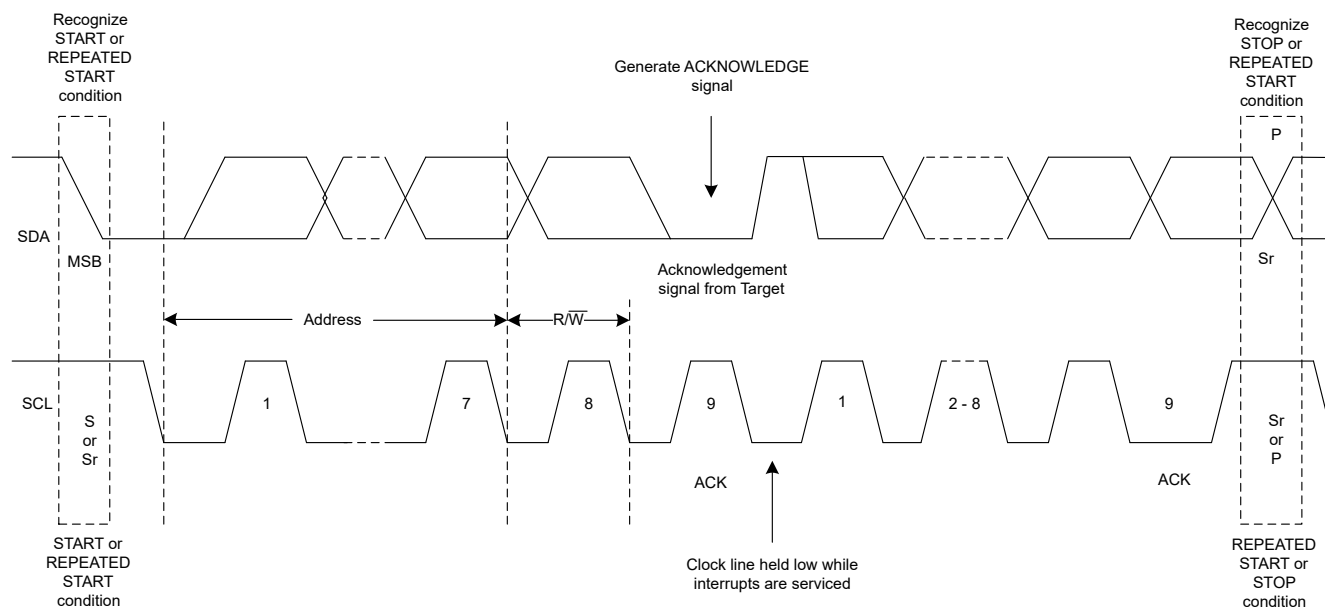 Recognize
START or
REPEATED
START
condition
Recognize
STOP or
REPEATED
START
condition
Generate ACKNOWLEDGE
signal
P
SDA
MSB
Acknowledgement
signal from Target
Sr
Address
R/W̅
SCL
S
or
Sr
1
7
8
9
1
2 - 8
9
Sr
or
P
ACK
ACK
START or
REPEATED
START
condition
Clock line held low while
interrupts are serviced
REPEATED
START or
STOP
condition